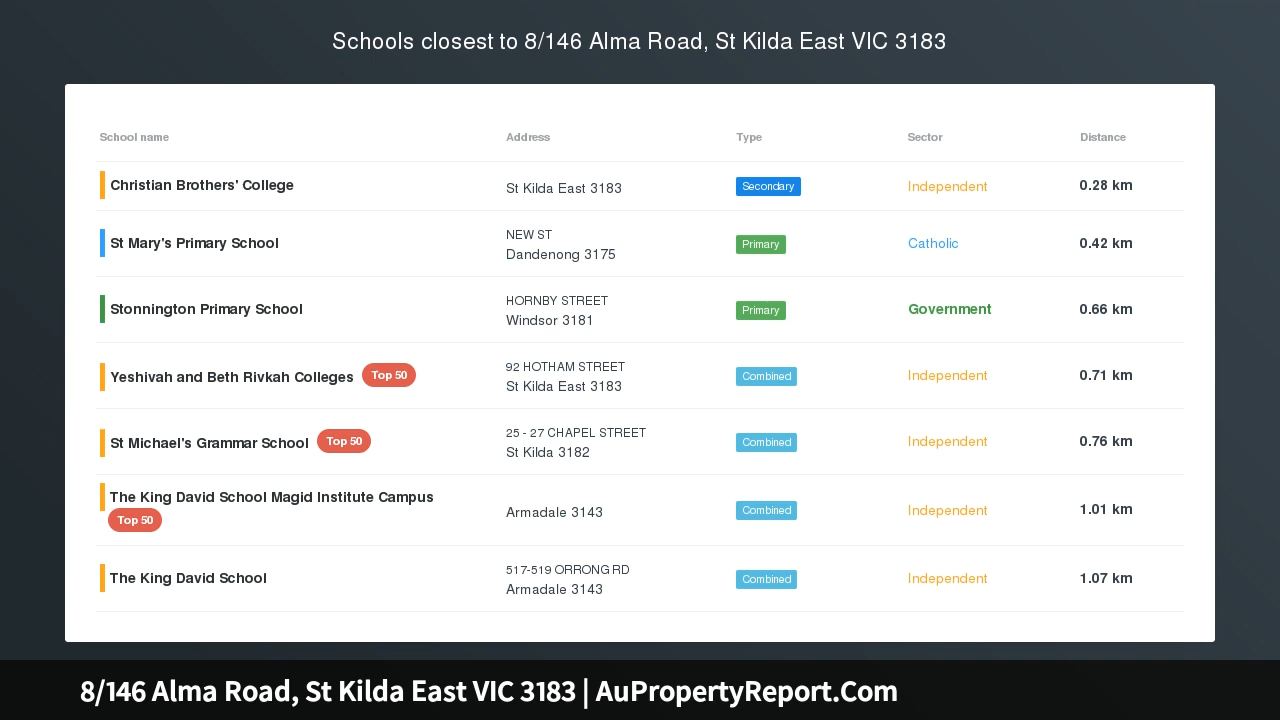 Schools closest to 8/146 Alma Road, St Kilda East VIC 3183
School name Address Type Sector Distance
Christian Brothers' College St Kilda East 3183 Secondary Independent 0.28 km
St Mary's Primary School NEW ST Dandenong 3175 Primary Catholic 0.42 km
Stonnington Primary School HORNBY STREET Windsor 3181 Primary Government 0.66 km
Yeshivah and Beth Rivkah Colleges Top 50 92 HOTHAM STREET St Kilda East 3183 Combined Independent 0.71 km
St Michael's Grammar School Top 50 25 - 27 CHAPEL STREET St Kilda 3182 Combined Independent 0.76 km
The King David School Magid Institute Campus Top 50 Armadale 3143 Combined Independent 1.01 km
The King David School 517-519 ORRONG RD Armadale 3143 Combined Independent 1.07 km
8/146 Alma Road, St Kilda East VIC 3183 | AuPropertyReport.Com